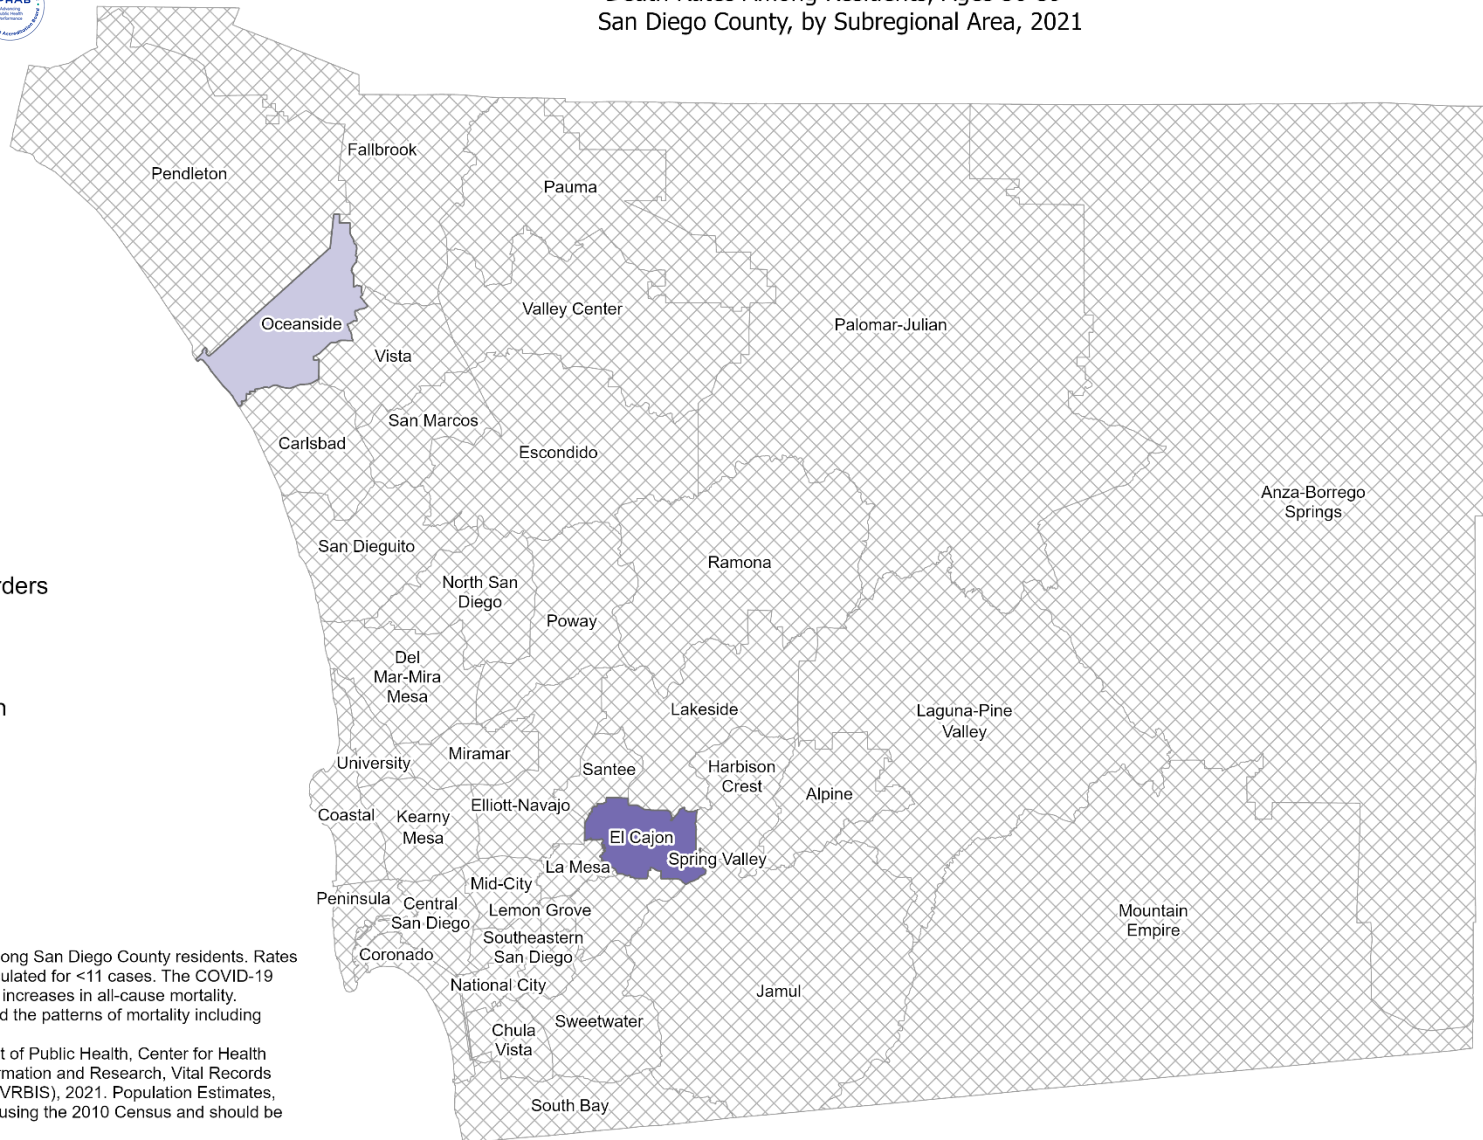 San Diego County, by Subregional Area, 2021
Pendleton
Fallbrook
Pauma
Oceanside
Valley Center
Palomar-Julian
Vista
San Marcos
Carlsbad
Escondido
Anza-Borrego
Springs
San Dieguito
North San
Diego
Ramona
Poway
Del
Mar-Mira
Mesa
Lakeside
Laguna-Pine
Valley
University
Miramar
Santee
Harbison
Crest
Alpine
Coastal
Kearny
Mesa
Elliott-Navajo
El Cajon
Spring Valley
La Mesa
Mid-City
Peninsula
Central
San Diego
Lemon Grove
Mountain
Empire
Coronado
Southeastern
San Diego
National City
Jamul
Sweetwater
Chula
Vista
South Bay
rders
n
ong San Diego County residents. Rates
ulated for <11 cases. The COVID-19
increases in all-cause mortality.
d the patterns of mortality including
t of Public Health, Center for Health
rmation and Research, Vital Records
VRBIS), 2021. Population Estimates,
using the 2010 Census and should be